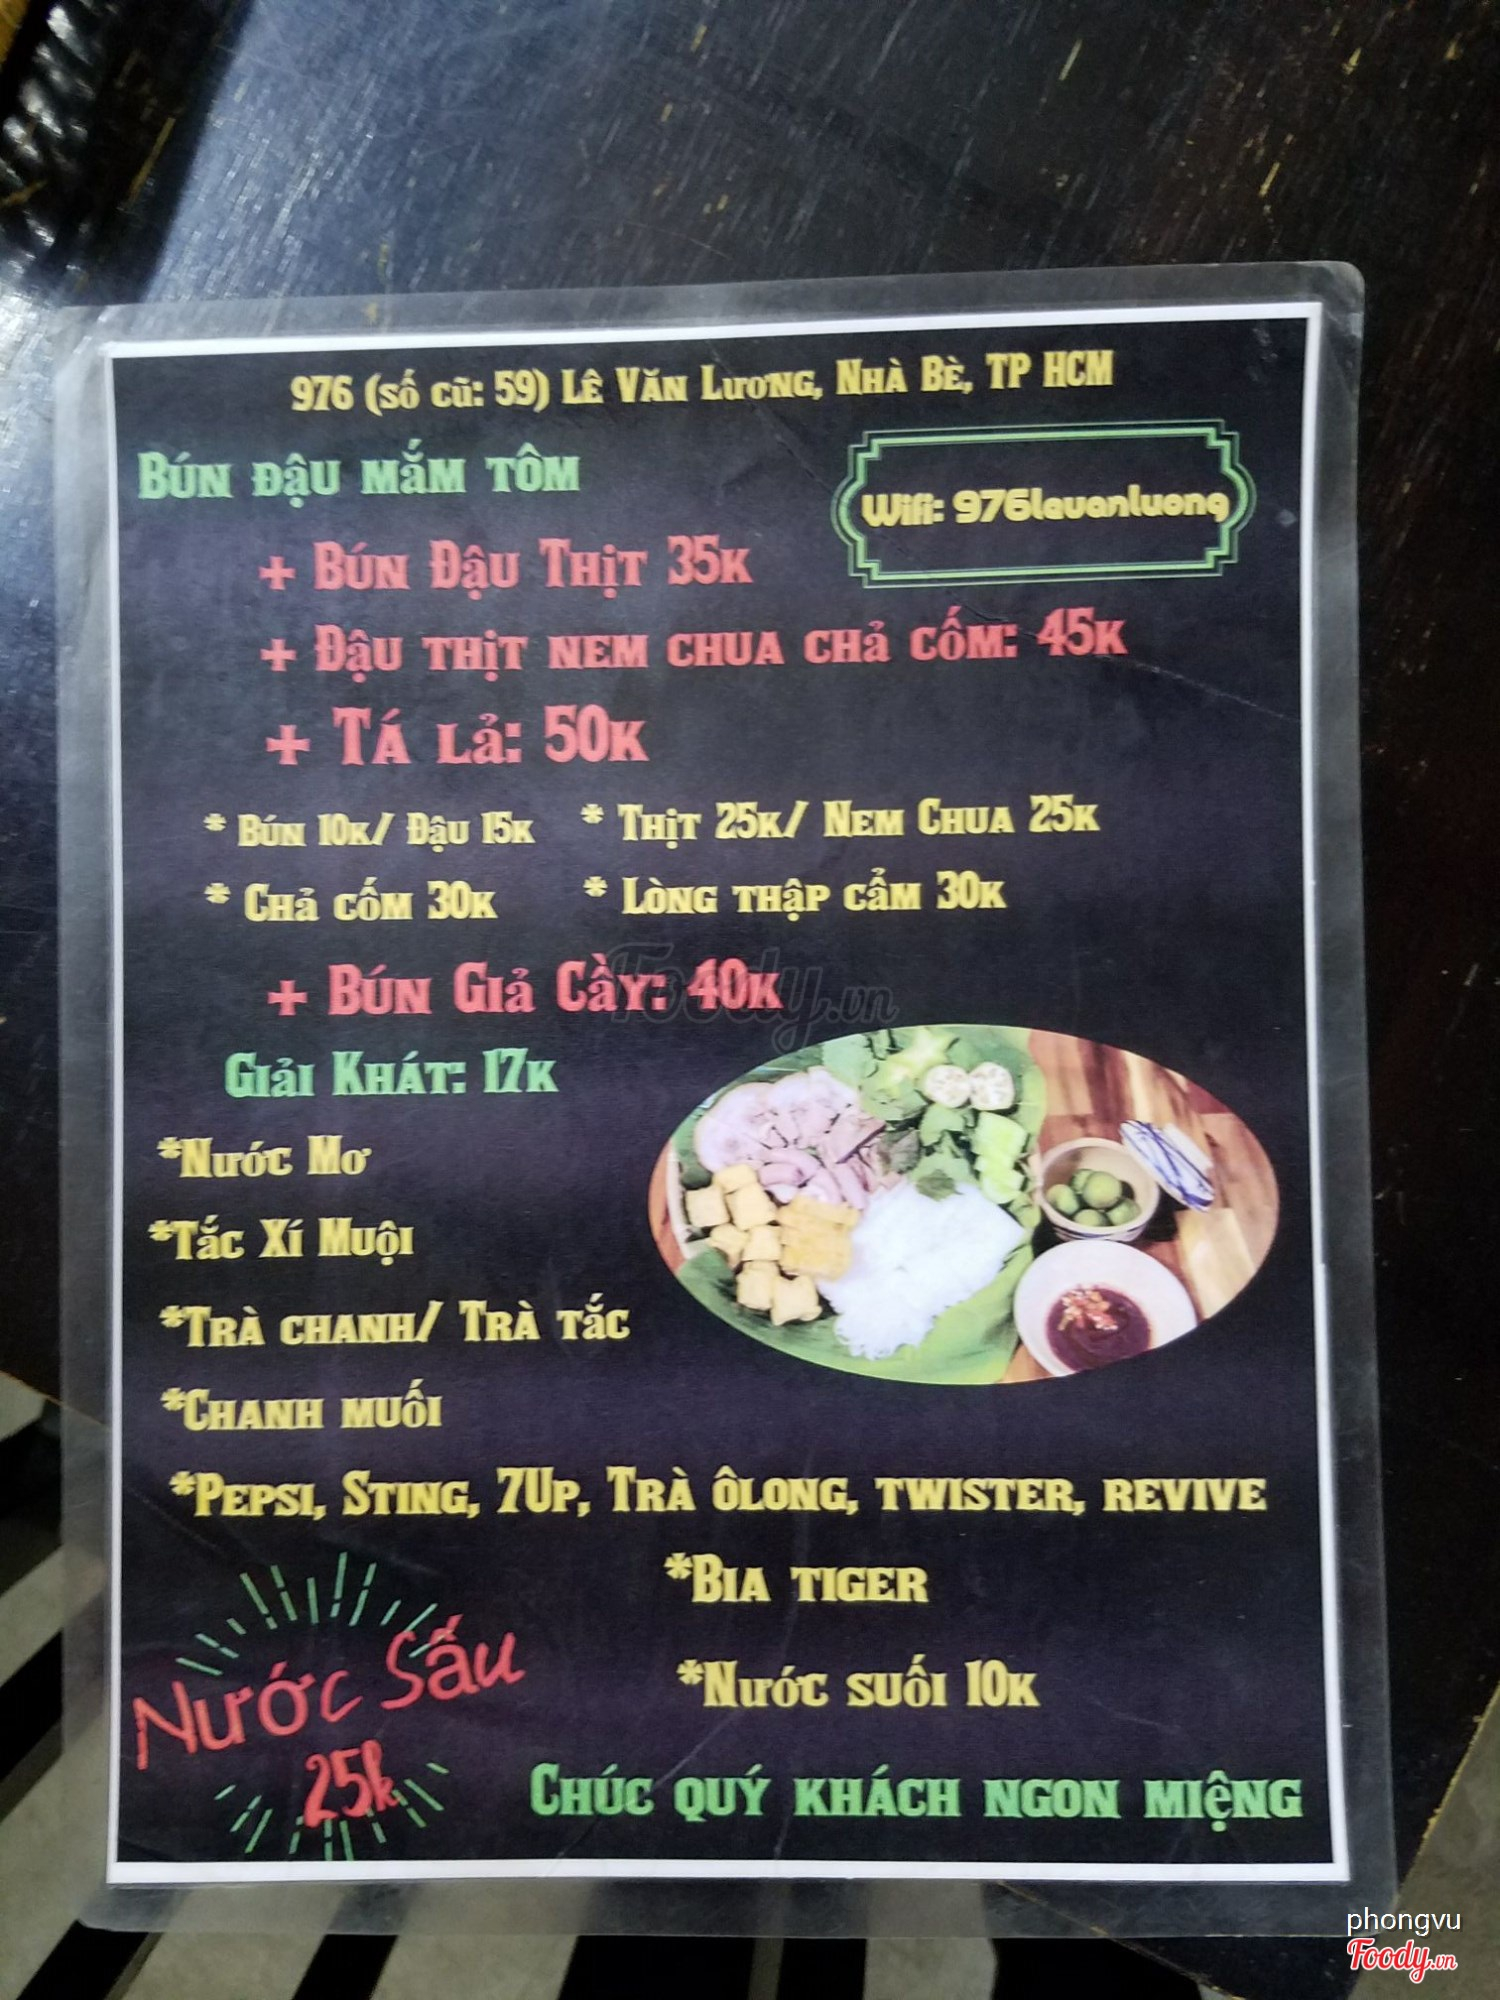 976 (số cũ: 59) Lê Văn Lương, Nhà Bè, TP HCM
Bún đậu mắm tôm
Wifi: 976levanluong
+ Bún Đậu Thịt 35k
+ Đậu thịt nem chua chả cốm: 45k
+ Tá lả: 50k
* Bún 10k/ Đậu 15k * Thịt 25k/ Nem Chua 25k
* Chả cốm 30k * Lòng thập cẩm 30k
+ Bún Giả Cầy: 40k
Foody.vn
Giải Khát: 17k
*Nước Mơ
*Tắc Xí Muội
*Trà chanh/ Trà tắc
*Chanh muối
*Pepsi, Sting, 7Up, Trà ôlong, twister, revive
*Bia tiger
*Nước suối 10k
Nước Sấu
25k
Chúc quý khách ngon miệng
phongvu
Foody.vn